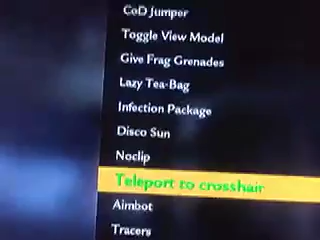 CoD Jumper
Toggle View Model
Give Frag Grenades
Lazy Tea-Bag
Infection Package
Disco Sun
Noclip
Teleport to crosshair
Aimbot
Tracers